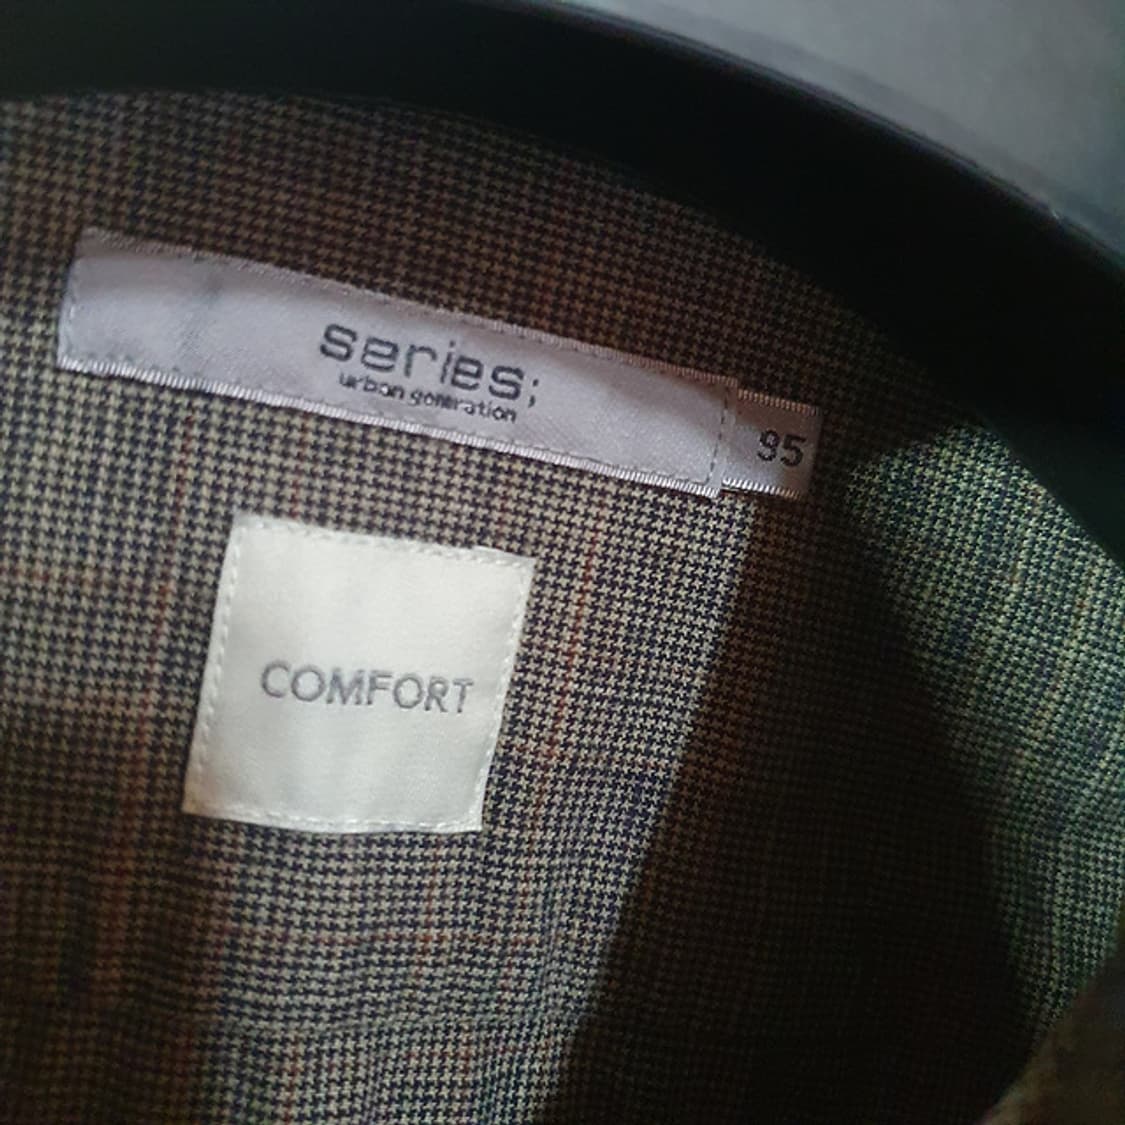 series;
urban generation
95
COMFORT